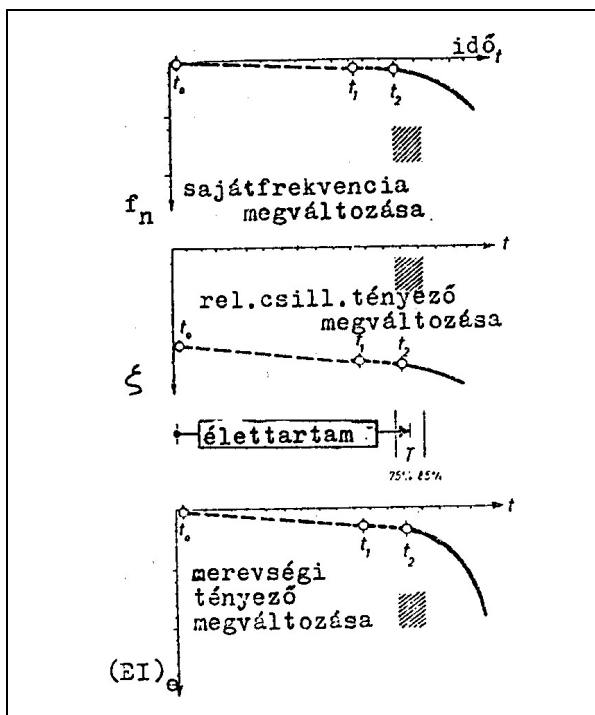 idő, t
t₀ t₁ t₂
fₙ
sajátfrekvencia
megváltozása.
t
rel.csill.tényező
megváltozása
t₀ t₁ t₂
ξ
élettartam
T
75% 85%
t
t₀ t₁ t₂
merevségi
tényező
megváltozása
(EI)